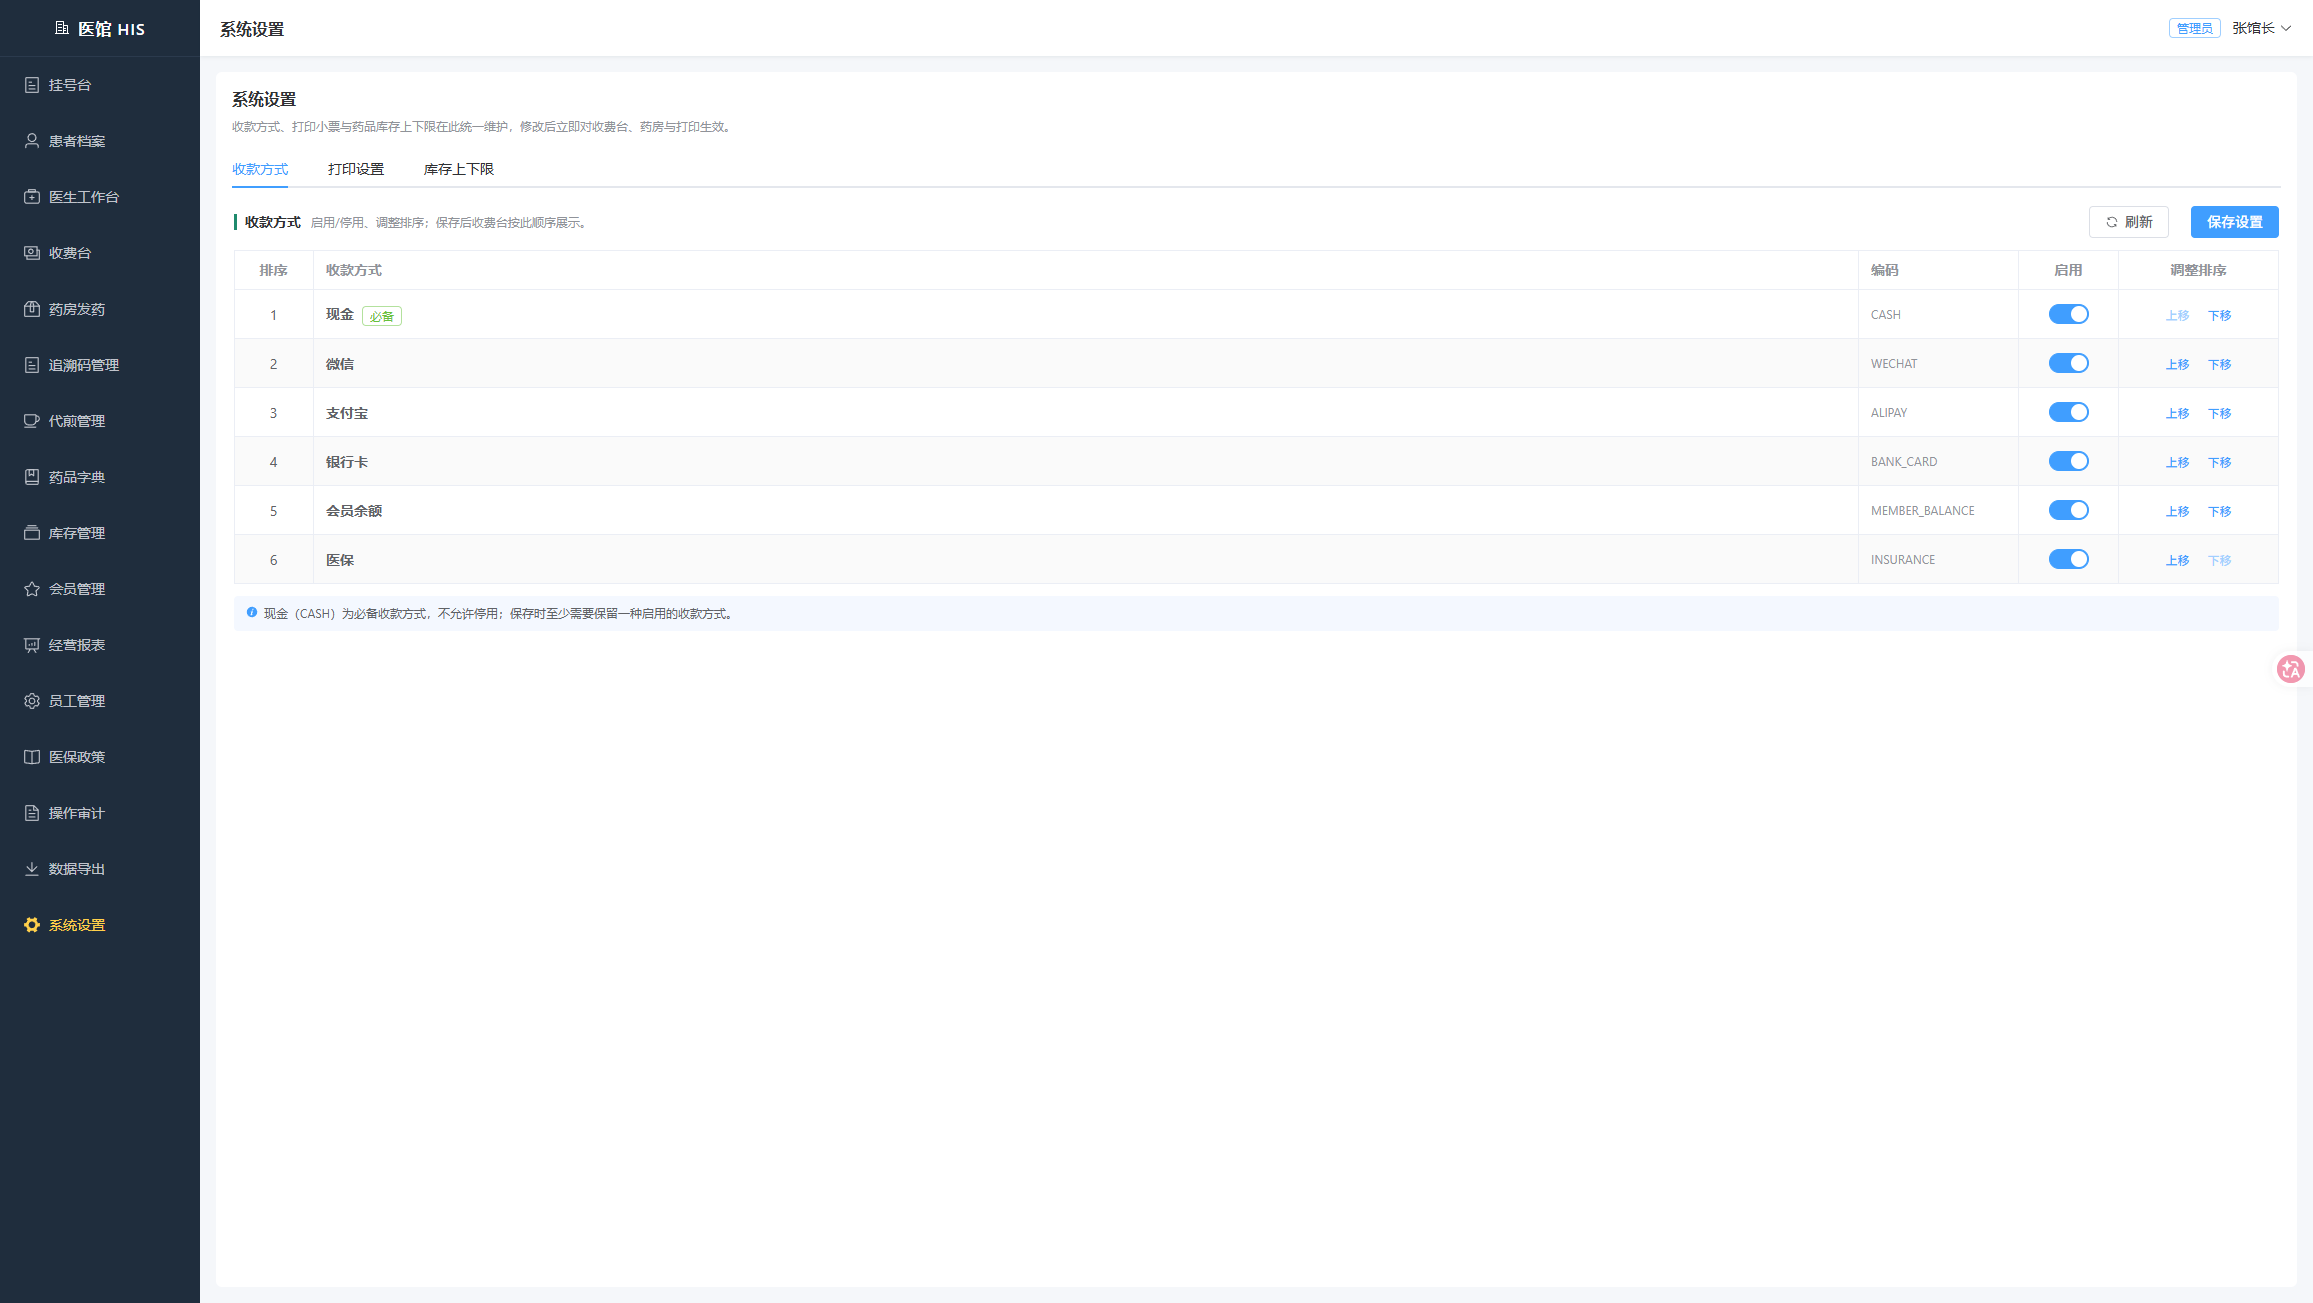 医馆 HIS
系统设置
管理员 张馆长
挂号台
患者档案
医生工作台
收费台
药房发药
追溯码管理
代煎管理
药品字典
库存管理
会员管理
经营报表
员工管理
医保政策
操作审计
数据导出
系统设置
系统设置
收款方式、打印小票与药品库存上下限在此统一维护，修改后立即对收费台、药房与打印生效。
收款方式 打印设置 库存上下限
收款方式 启用/停用、调整排序；保存后收费台按此顺序展示。 刷新 保存设置
排序 收款方式 编码 启用 调整排序
1 现金 必备 CASH 上移 下移
2 微信 WECHAT 上移 下移
3 支付宝 ALIPAY 上移 下移
4 银行卡 BANK_CARD 上移 下移
5 会员余额 MEMBER_BALANCE 上移 下移
6 医保 INSURANCE 上移 下移
现金（CASH）为必备收款方式，不允许停用；保存时至少需要保留一种启用的收款方式。